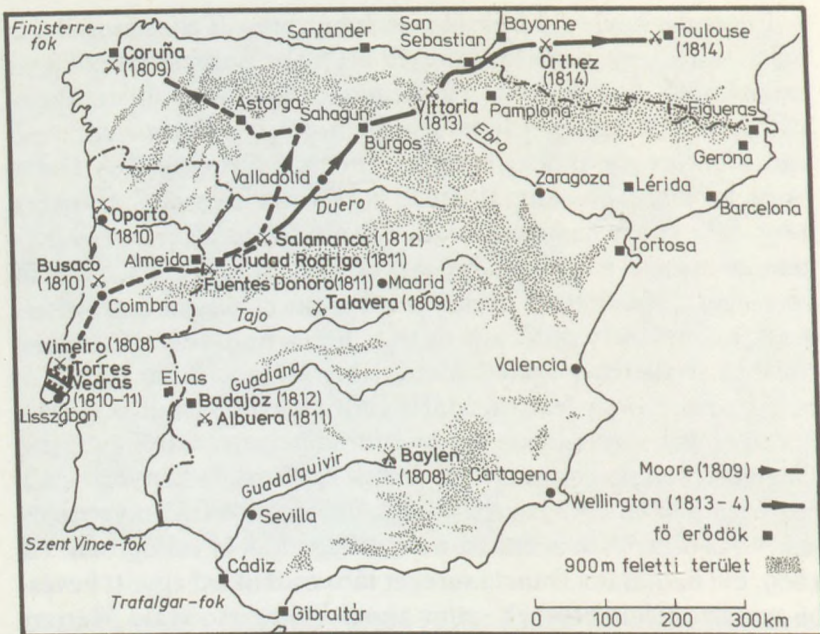 Finisterre-
fok
Coruña
(1809)
Santander
San
Sebastian
Bayonne
Toulouse
(1814)
Orthez
(1814)
Astorga
Sahagun
Vittoria
(1813)
Pamplona
Figueras
Burgos
Ebro
Gerona
Valladolid
Zaragoza
Lérida
Duero
Barcelona
Oporto
(1810)
Salamanca (1812)
Tortosa
Almeida
Ciudad Rodrigo (1811)
Busaco
(1810)
Fuentes Donoro (1811)
Madrid
Coimbra
Talavera (1809)
Tajo
Vimeiro (1808)
Torres
Vedras
(1810-11)
Valencia
Elvas
Guadiana
Badajoz (1812)
Lisszabon
Albuera (1811)
Baylen
(1808)
Moore (1809)
Guadalquivir
Cartagena
Wellington (1813-4)
Sevilla
fő erődök
Szent Vince-fok
Cádiz
900 m feletti terület
Trafalgar-fok
Gibraltár
0 100 200 300 km